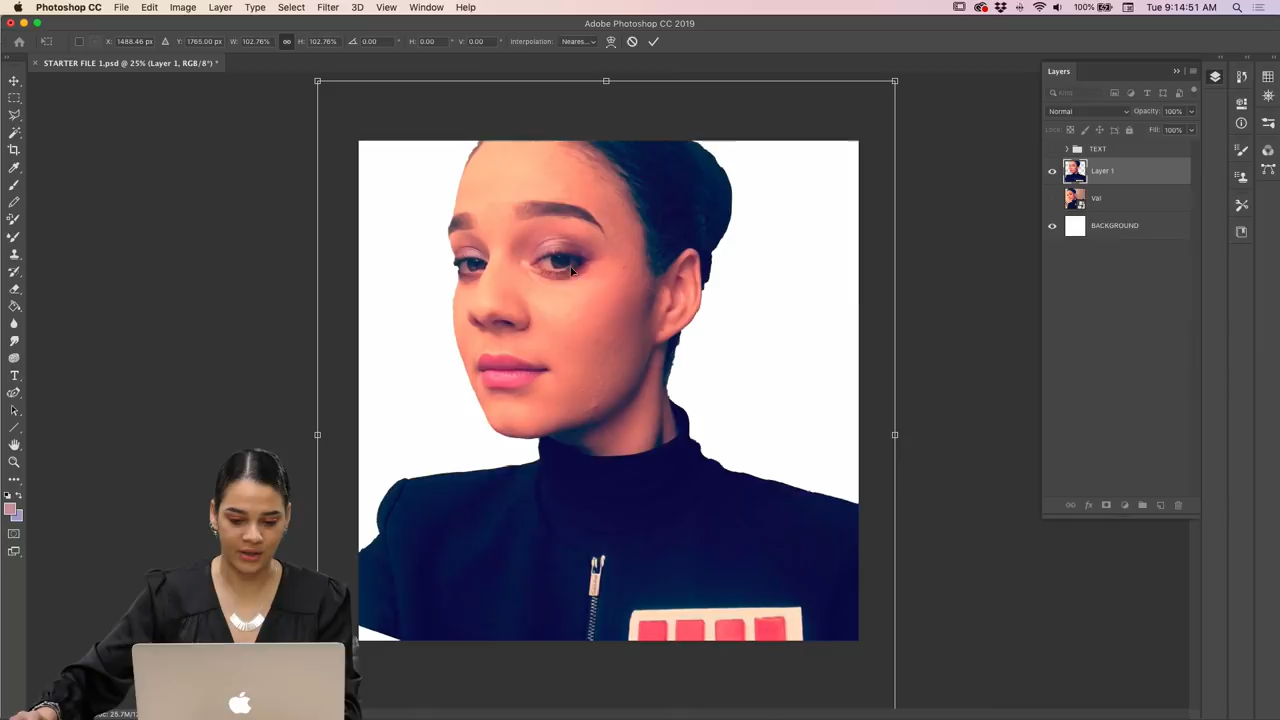 Photoshop CC File Edit Image Layer Type Select Filter 3D View Window Help 100% Tue 9:14:51 AM
Adobe Photoshop CC 2019
X: 1488.46 px Y: 1765.00 px W: 102.76% H: 102.76% 0.00 ° H: 0.00 ° V: 0.00 ° Interpolation: Neares...
STARTER FILE 1.psd @ 25% (Layer 1, RGB/8*) *
Layers
Kind
Normal Opacity: 100%
Lock: Fill: 100%
TEXT
Layer 1
Val
BACKGROUND
Doc: 25.7M/